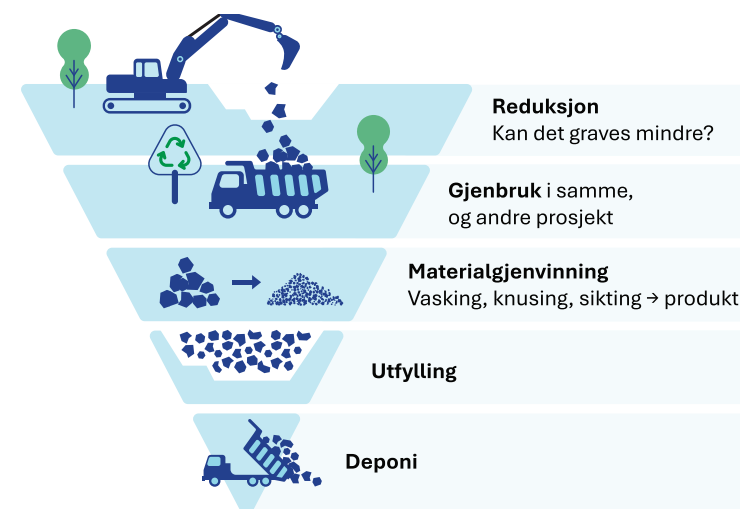 Reduksjon
Kan det graves mindre?
Gjenbruk i samme,
og andre prosjekt
Materialgjenvinning
Vasking, knusing, sikting → produkt
Utfylling
Deponi